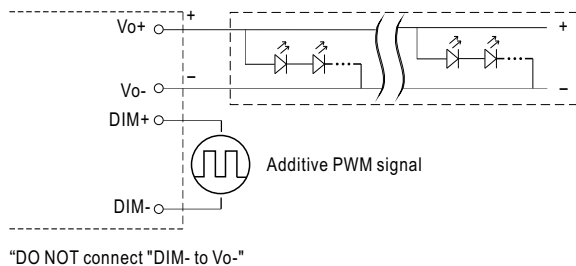 Vo+
+
+
Vo-
−
−
DIM+
Additive PWM signal
DIM-
“DO NOT connect "DIM- to Vo-"